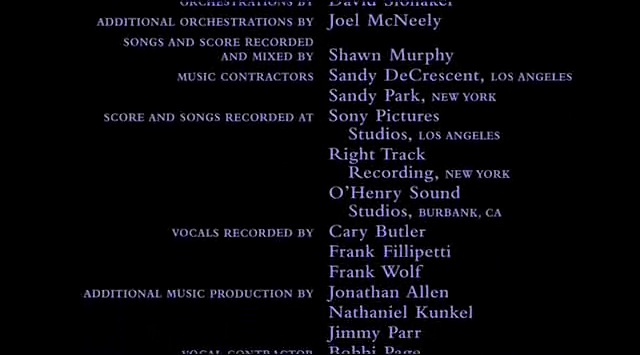 ORCHESTRATIONS BY David Slonaker
ADDITIONAL ORCHESTRATIONS BY Joel McNeely
SONGS AND SCORE RECORDED
AND MIXED BY Shawn Murphy
MUSIC CONTRACTORS Sandy DeCrescent, LOS ANGELES
Sandy Park, NEW YORK
SCORE AND SONGS RECORDED AT Sony Pictures
Studios, LOS ANGELES
Right Track
Recording, NEW YORK
O'Henry Sound
Studios, BURBANK, CA
VOCALS RECORDED BY Cary Butler
Frank Fillipetti
Frank Wolf
ADDITIONAL MUSIC PRODUCTION BY Jonathan Allen
Nathaniel Kunkel
Jimmy Parr
VOCAL CONTRACTOR Bobbi Page